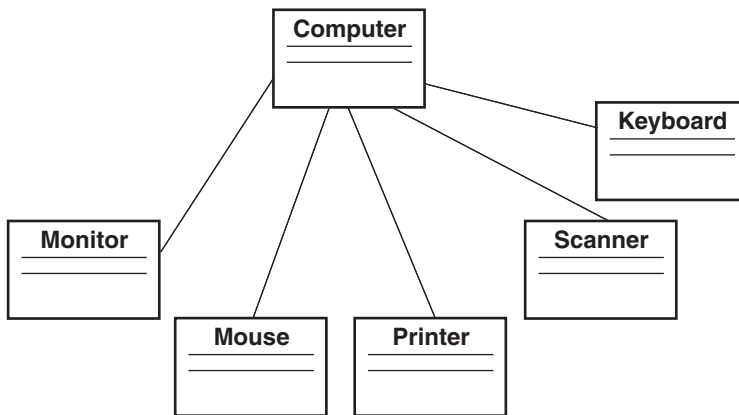 Computer
Keyboard
Monitor
Scanner
Mouse
Printer